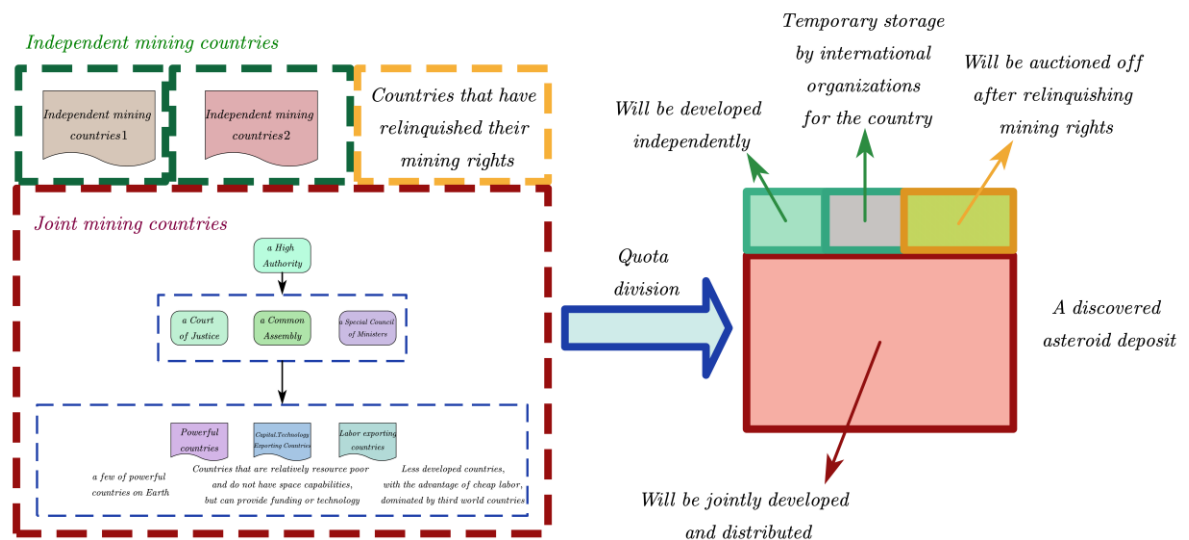 Independent mining countries
Independent mining
countries1
Independent mining
countries2
Countries that have
relinquished their
mining rights
Joint mining countries
a High
Authority
a Court
of Justice
a Common
Assembly
a Special Council
of Ministers
Powerful
countries
Capital,Technology
Exporting Countries
Labor exporting
countries
a few of powerful
countries on Earth
Countries that are relatively resource poor
and do not have space capabilities,
but can provide funding or technology
Less developed countries,
with the advantage of cheap labor,
dominated by third world countries
Quota
division
Will be developed
independently
Temporary storage
by international
organizations
for the country
Will be auctioned off
after relinquishing
mining rights
A discovered
asteroid deposit
Will be jointly developed
and distributed